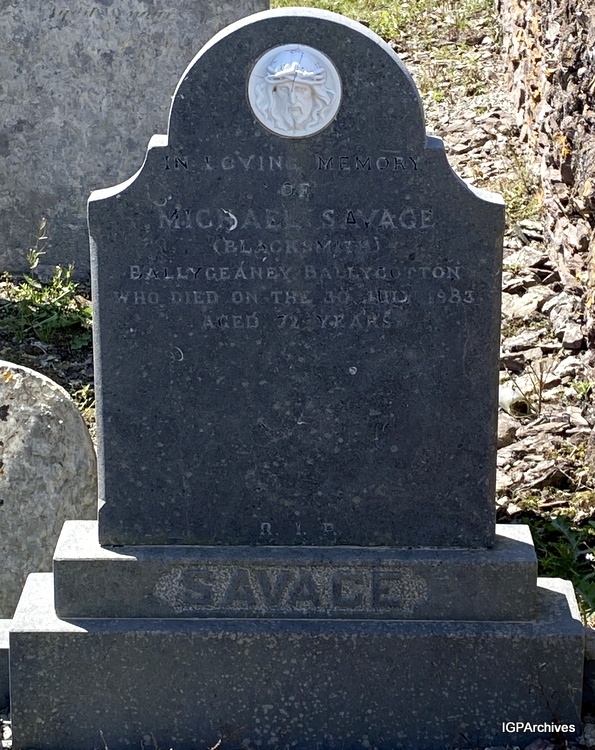 IN LOVING MEMORY
OF
MICHAEL SAVAGE
(BLACKSMITH)
BALLYGEANEY, BALLYCOTTON
WHO DIED ON THE 30 JULY 1983
AGED 72 YEARS
R.I.P.
SAVAGE
IGPArchives